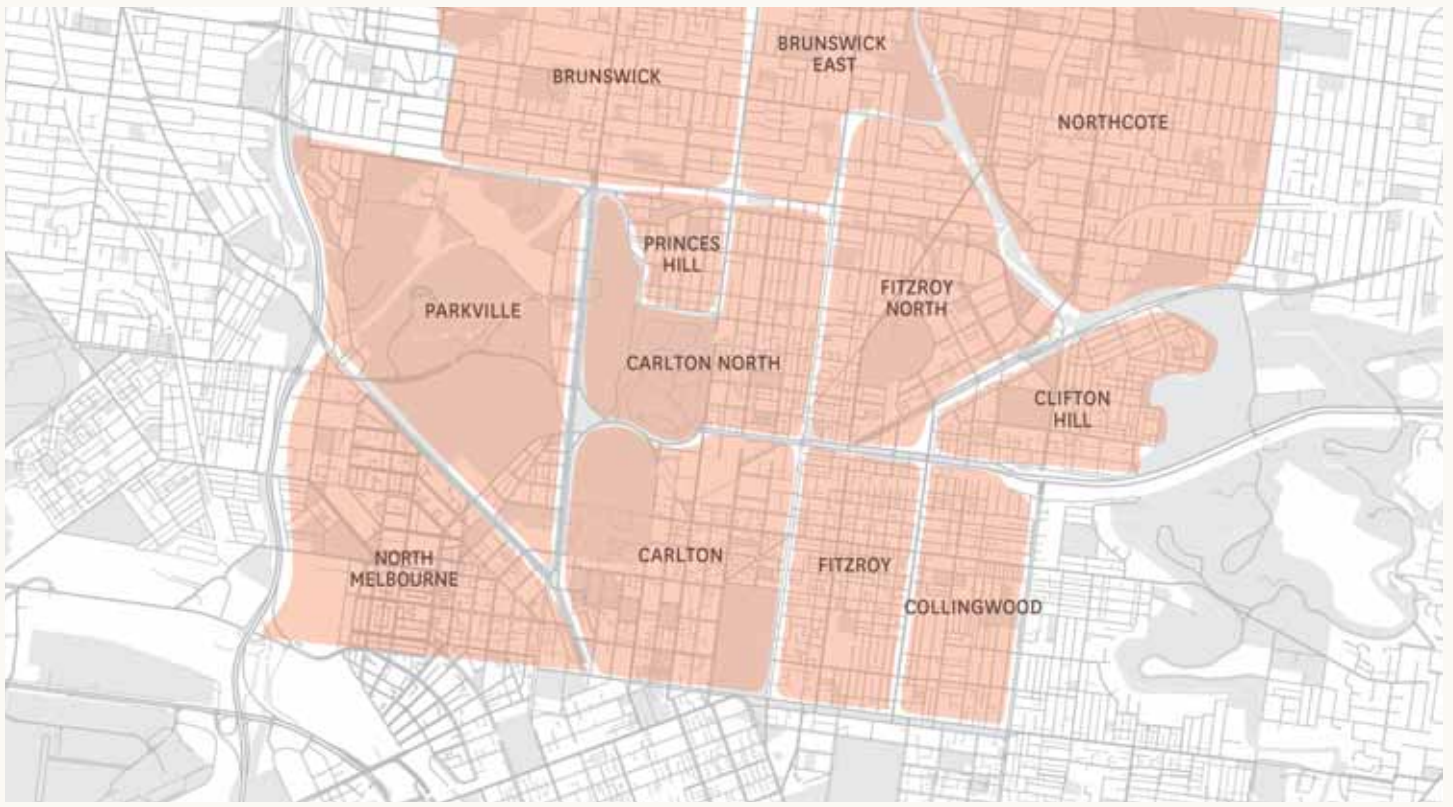 BRUNSWICK
EAST
BRUNSWICK
NORTHCOTE
PRINCES
HILL
PARKVILLE
FITZROY
NORTH
CARLTON NORTH
CLIFTON
HILL
NORTH
MELBOURNE
CARLTON
FITZROY
COLLINGWOOD